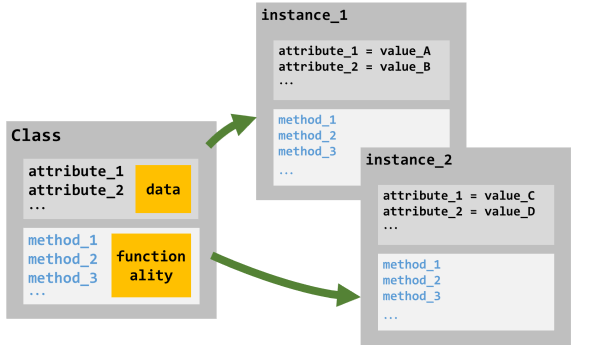 Class
attribute_1
attribute_2
...
data
method_1
method_2
method_3
...
function
ality
instance_1
attribute_1 = value_A
attribute_2 = value_B
...
method_1
method_2
method_3
...
instance_2
attribute_1 = value_C
attribute_2 = value_D
...
method_1
method_2
method_3
...